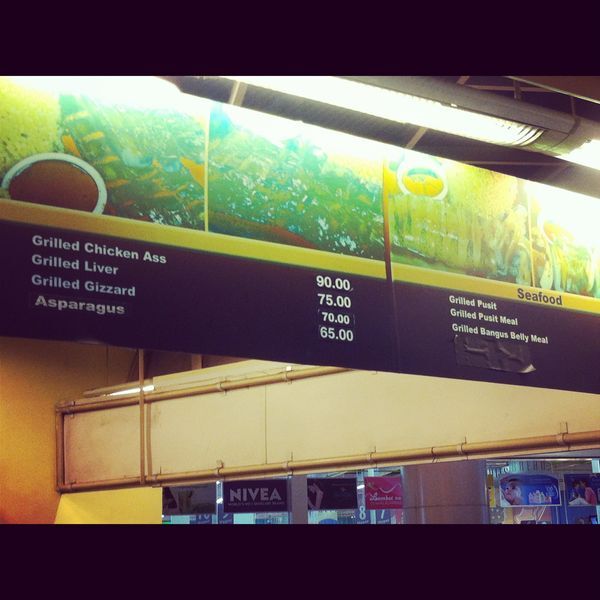 Grilled Chicken Ass 90.00
Grilled Liver 75.00
Grilled Gizzard 70.00
Asparagus 65.00
Seafood
Grilled Pusit
Grilled Pusit Meal
Grilled Bangus Belly Meal
NIVEA